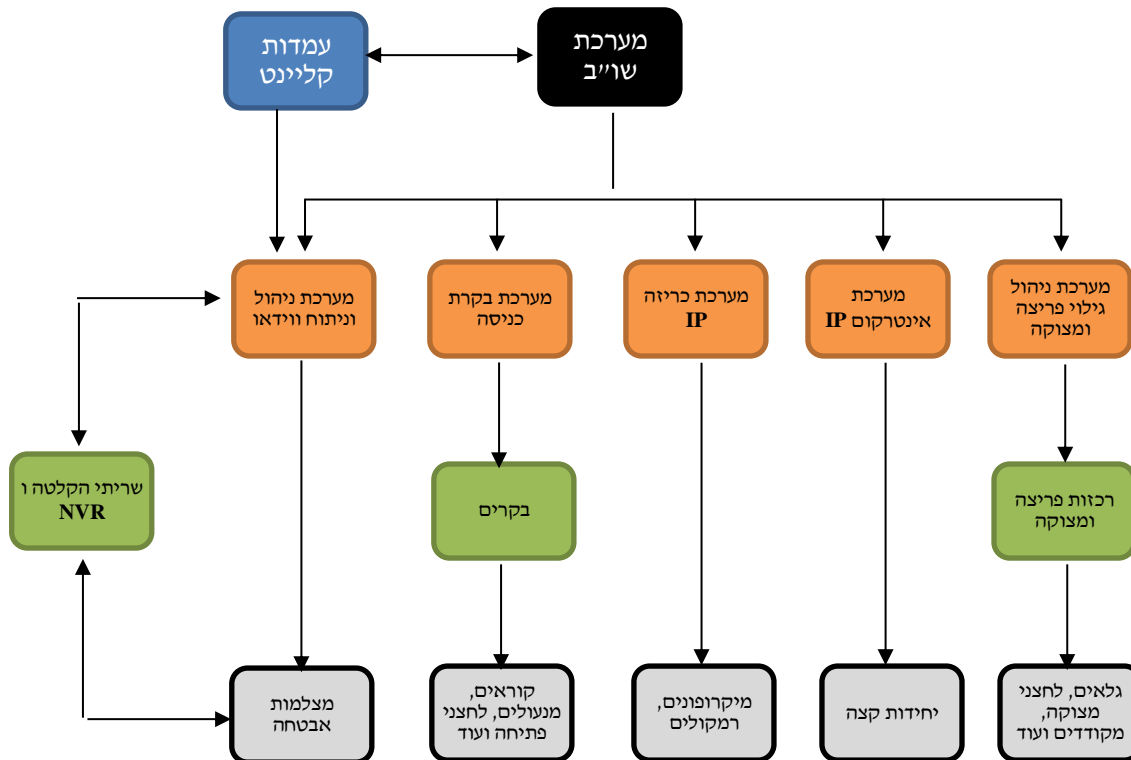 מערכת
שו״ב
עמדות
קליינט
מערכת ניהול
גילוי פריצה
ומצוקה
מערכת
אינטרקום IP
מערכת כריזה
IP
מערכת בקרת
כניסה
מערכת ניהול
וניתוח ווידאו
רכזות פריצה
ומצוקה
בקרים
שריתי הקלטה ו
NVR
גלאים, לחצני
מצוקה,
מקודדים ועוד
יחידות קצה
מיקרופונים,
רמקולים
קוראים,
מנעולים, לחצני
פתיחה ועוד
מצלמות
אבטחה